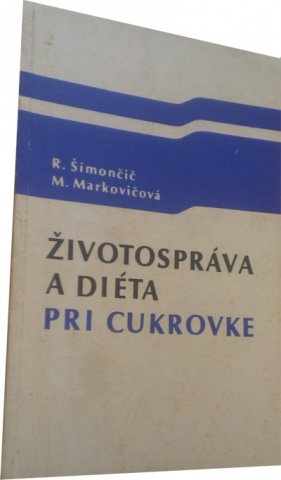 R. Šimončič
M. Markovičová
ŽIVOTOSPRÁVA
A DIÉTA
PRI CUKROVKE